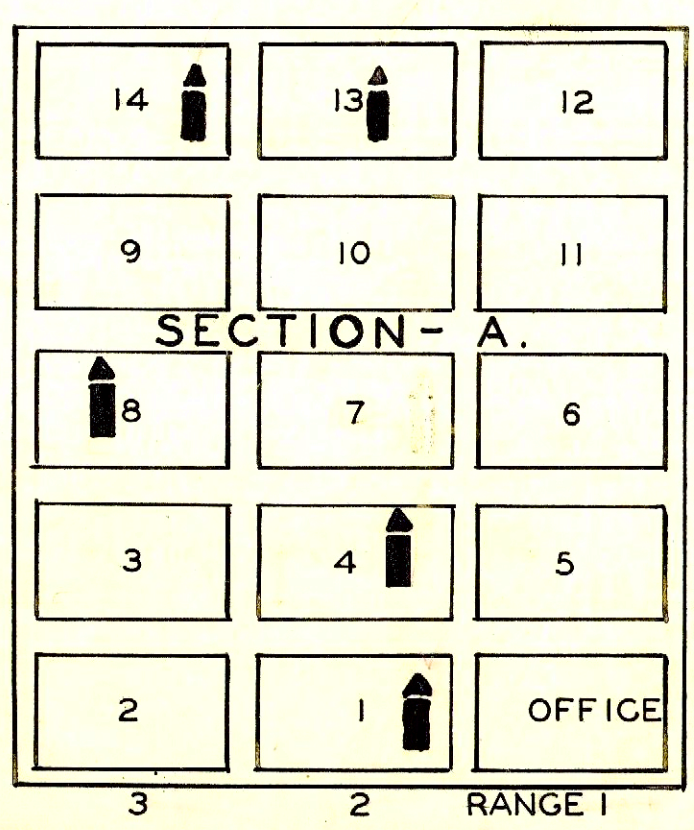 14 13 12
9 10 11
SECTION - A.
8 7 6
3 4 5
2 1 OFFICE
3 2 RANGE 1